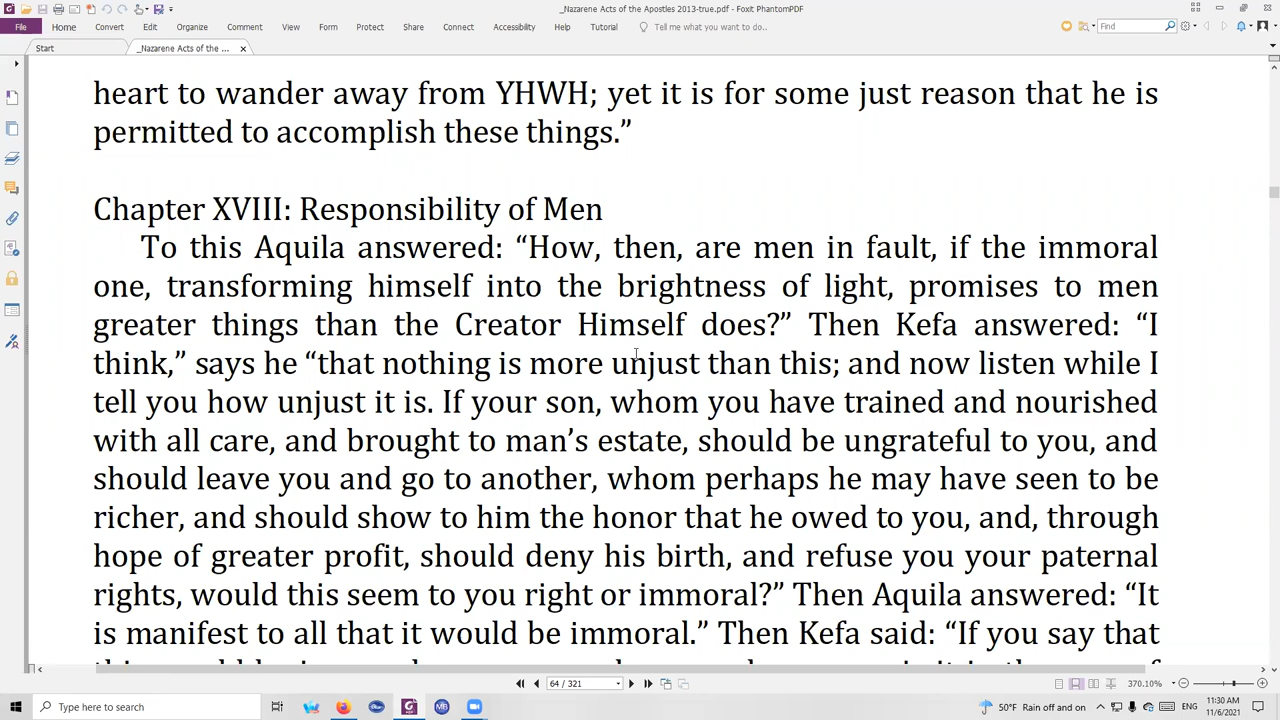 _Nazarene Acts of the Apostles 2013-true.pdf - Foxit PhantomPDF
File Home Convert Edit Organize Comment View Form Protect Share Connect Accessibility Help Tutorial Tell me what you want to do.. Find
Start _Nazarene Acts of the ...
heart to wander away from YHWH; yet it is for some just reason that he is
permitted to accomplish these things.”
Chapter XVIII: Responsibility of Men
To this Aquila answered: “How, then, are men in fault, if the immoral
one, transforming himself into the brightness of light, promises to men
greater things than the Creator Himself does?” Then Kefa answered: “I
think,” says he “that nothing is more unjust than this; and now listen while I
tell you how unjust it is. If your son, whom you have trained and nourished
with all care, and brought to man’s estate, should be ungrateful to you, and
should leave you and go to another, whom perhaps he may have seen to be
richer, and should show to him the honor that he owed to you, and, through
hope of greater profit, should deny his birth, and refuse you your paternal
rights, would this seem to you right or immoral?” Then Aquila answered: “It
is manifest to all that it would be immoral.” Then Kefa said: “If you say that
64 / 321 370.10%
Type here to search 50°F Rain off and on ENG 11:30 AM
11/6/2021